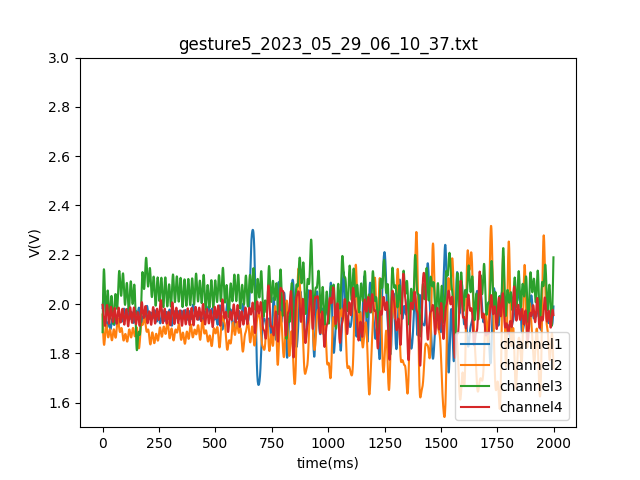 gesture5_2023_05_29_06_10_37.txt
3.0
2.8
2.6
2.4
2.2
2.0
1.8
1.6
V(V)
channel1
channel2
channel3
channel4
0 250 500 750 1000 1250 1500 1750 2000
time(ms)